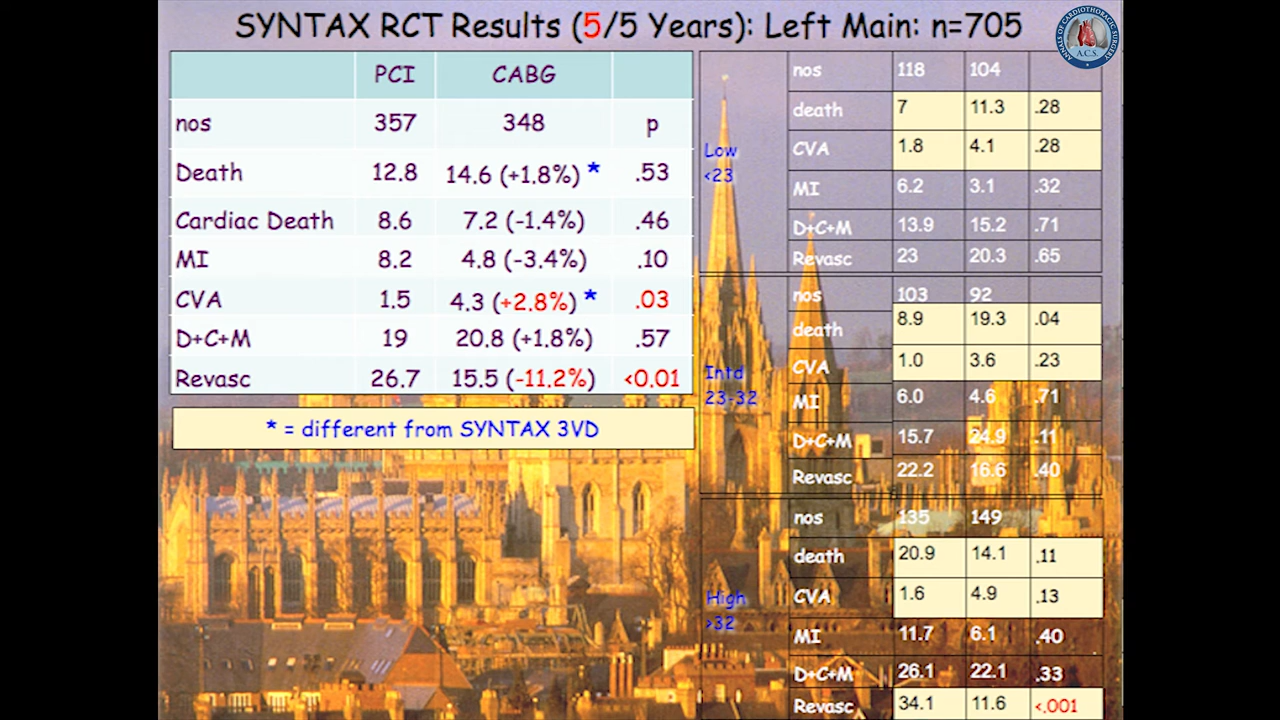 SYNTAX RCT Results (5/5 Years): Left Main: n=705
ANNALS OF CARDIOTHORACIC SURGERY
A.C.S.
PCI CABG
nos 357 348 p
Death 12.8 14.6 (+1.8%) * .53
Cardiac Death 8.6 7.2 (-1.4%) .46
MI 8.2 4.8 (-3.4%) .10
CVA 1.5 4.3 (+2.8%) * .03
D+C+M 19 20.8 (+1.8%) .57
Revasc 26.7 15.5 (-11.2%) <0.01
* = different from SYNTAX 3VD
Low
<23
nos 118 104
death 7 11.3 .28
CVA 1.8 4.1 .28
MI 6.2 3.1 .32
D+C+M 13.9 15.2 .71
Revasc 23 20.3 .65
Intd
23-32
nos 103 92
death 8.9 19.3 .04
CVA 1.0 3.6 .23
MI 6.0 4.6 .71
D+C+M 15.7 24.9 .11
Revasc 22.2 16.6 .40
High
>32
nos 135 149
death 20.9 14.1 .11
CVA 1.6 4.9 .13
MI 11.7 6.1 .40
D+C+M 26.1 22.1 .33
Revasc 34.1 11.6 <.001